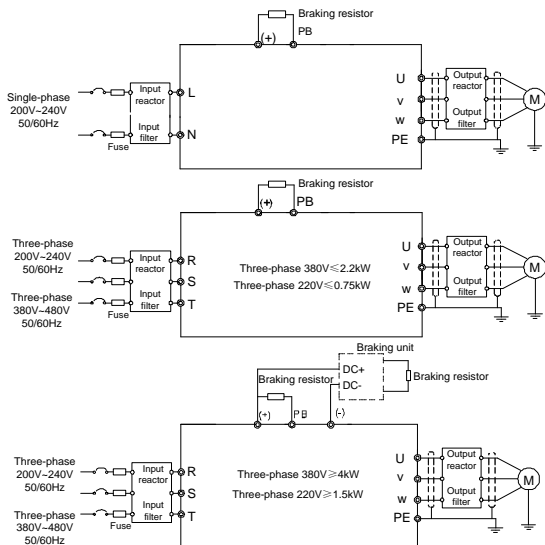 Braking resistor
(+)
PB
Single-phase
200V~240V
50/60Hz
Fuse
Input
reactor
Input
filter
L
N
U
v
w
PE
Output
reactor
Output
filter
M
Braking resistor
(+)
PB
Three-phase
200V~240V
50/60Hz
Three-phase
380V~480V
50/60Hz
Fuse
Input
reactor
Input
filter
R
S
T
Three-phase 380V≤2.2kW
Three-phase 220V≤0.75kW
U
v
w
PE
Output
reactor
Output
filter
M
Braking unit
DC+
DC-
Braking resistor
Braking resistor
(+)
PB
(-)
Three-phase
200V~240V
50/60Hz
Three-phase
380V~480V
50/60Hz
Fuse
Input
reactor
Input
filter
R
S
T
Three-phase 380V≥4kW
Three-phase 220V≥1.5kW
U
v
w
PE
Output
reactor
Output
filter
M